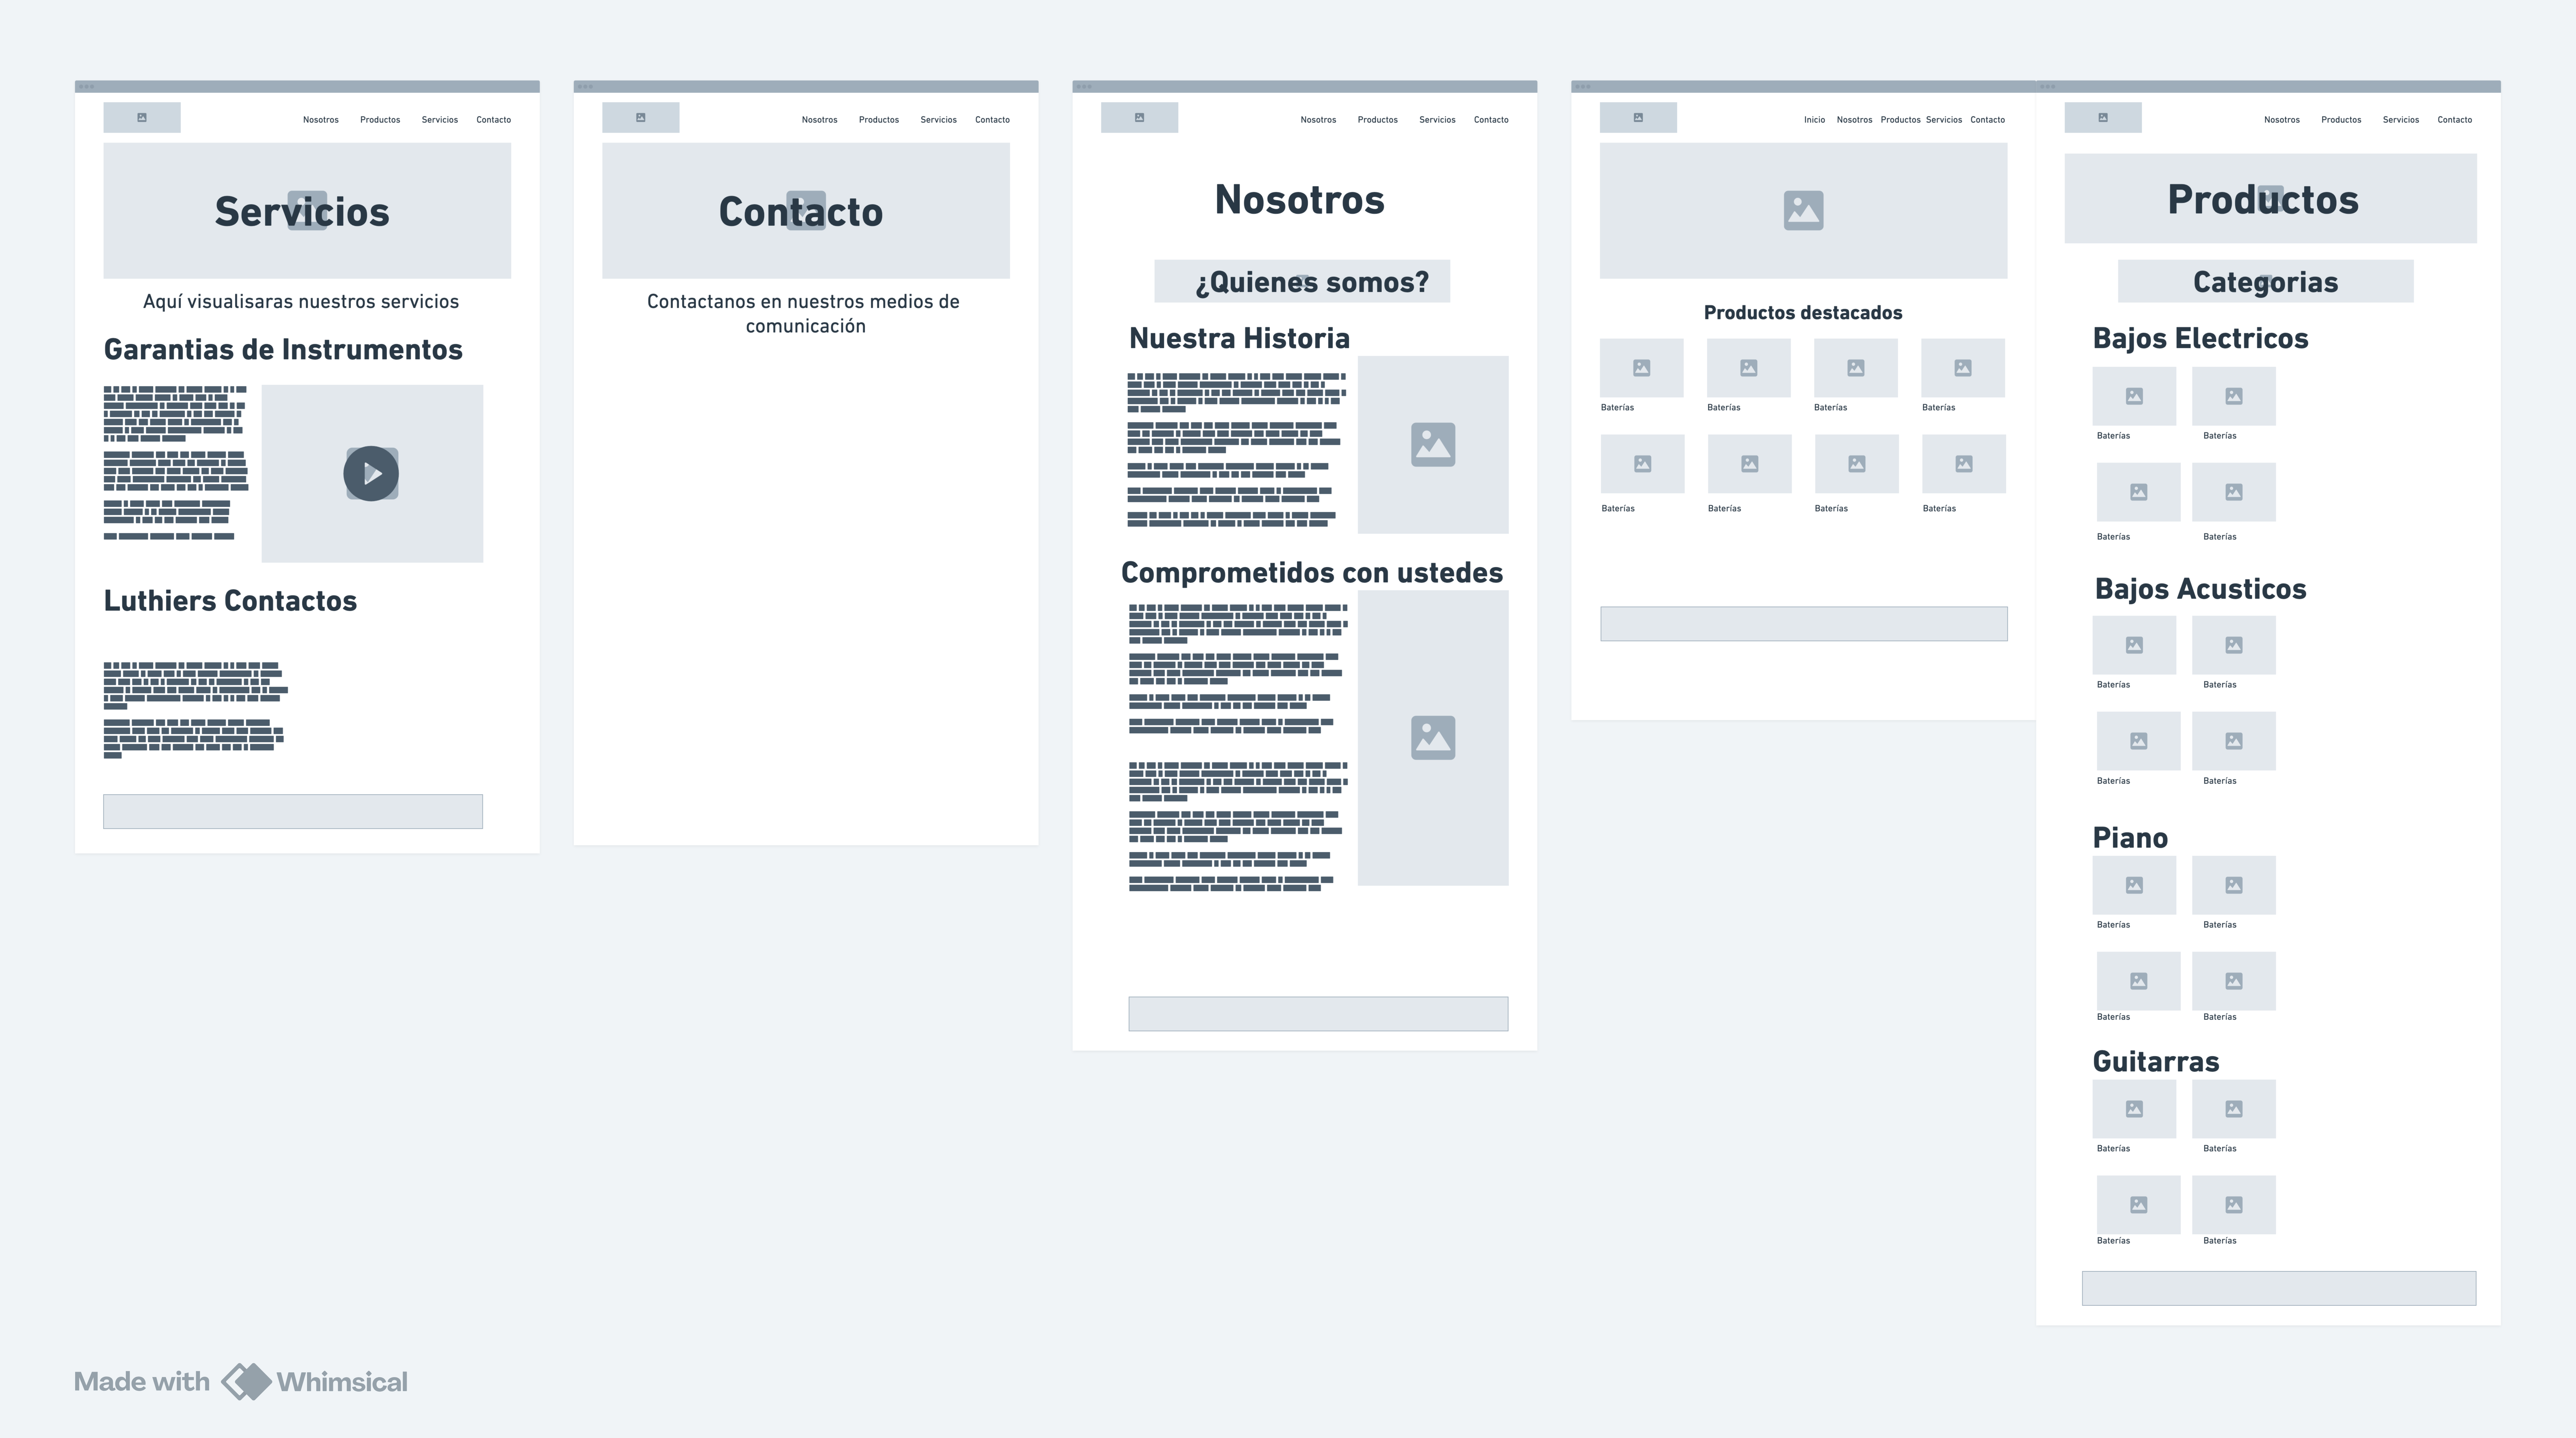 Nosotros Productos Servicios Contacto
Servicios
Aquí visualisaras nuestros servicios
Garantias de Instrumentos
Luthiers Contactos
Nosotros Productos Servicios Contacto
Contacto
Contactanos en nuestros medios de
comunicación
Nosotros Productos Servicios Contacto
Nosotros
¿Quienes somos?
Nuestra Historia
Comprometidos con ustedes
Inicio Nosotros Productos Servicios Contacto
Productos destacados
Baterías Baterías Baterías Baterías
Baterías Baterías Baterías Baterías
Nosotros Productos Servicios Contacto
Productos
Categorias
Bajos Electricos
Baterías Baterías
Baterías Baterías
Bajos Acusticos
Baterías Baterías
Baterías Baterías
Piano
Baterías Baterías
Baterías Baterías
Guitarras
Baterías Baterías
Baterías Baterías
Made with Whimsical